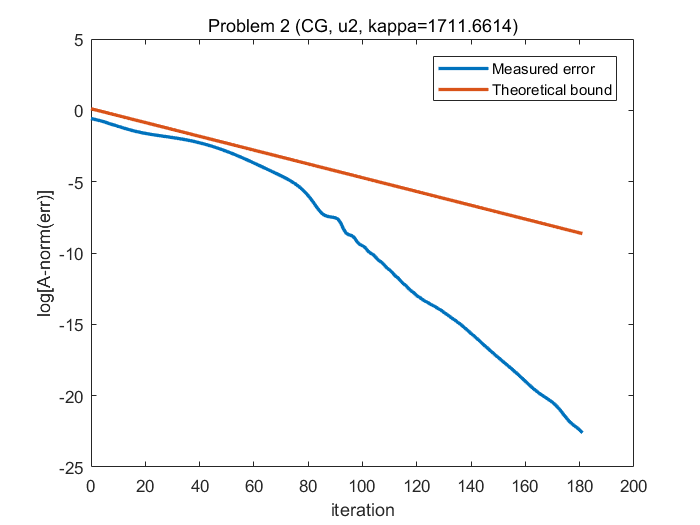 Problem 2 (CG, u2, kappa=1711.6614)
5
Measured error
Theoretical bound
0
-5
-10
-15
-20
-25
log[A-norm(err)]
0 20 40 60 80 100 120 140 160 180 200
iteration